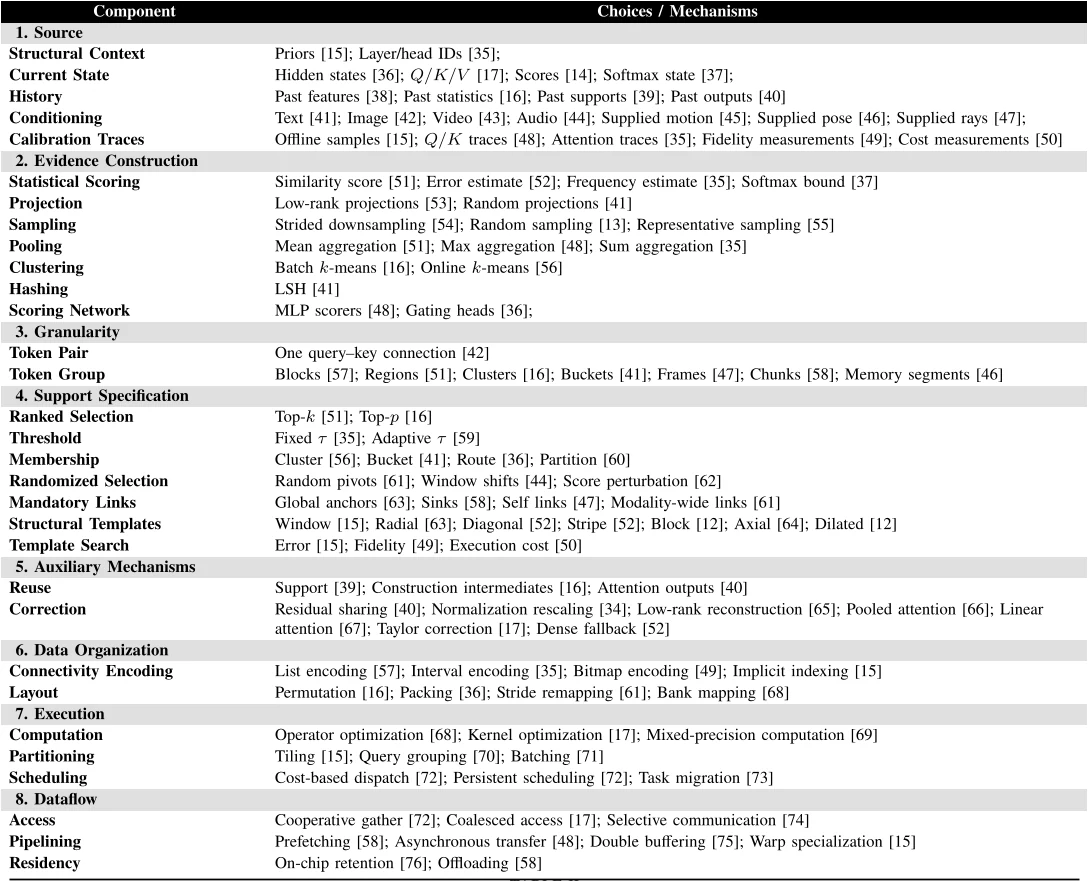 Component Choices / Mechanisms
1. Source
Structural Context Priors [15]; Layer/head IDs [35];
Current State Hidden states [36]; Q/K/V [17]; Scores [14]; Softmax state [37];
History Past features [38]; Past statistics [16]; Past supports [39]; Past outputs [40]
Conditioning Text [41]; Image [42]; Video [43]; Audio [44]; Supplied motion [45]; Supplied pose [46]; Supplied rays [47];
Calibration Traces Offline samples [15]; Q/K traces [48]; Attention traces [35]; Fidelity measurements [49]; Cost measurements [50]
2. Evidence Construction
Statistical Scoring Similarity score [51]; Error estimate [52]; Frequency estimate [35]; Softmax bound [37]
Projection Low-rank projections [53]; Random projections [41]
Sampling Strided downsampling [54]; Random sampling [13]; Representative sampling [55]
Pooling Mean aggregation [51]; Max aggregation [48]; Sum aggregation [35]
Clustering Batch k-means [16]; Online k-means [56]
Hashing LSH [41]
Scoring Network MLP scorers [48]; Gating heads [36];
3. Granularity
Token Pair One query–key connection [42]
Token Group Blocks [57]; Regions [51]; Clusters [16]; Buckets [41]; Frames [47]; Chunks [58]; Memory segments [46]
4. Support Specification
Ranked Selection Top-k [51]; Top-p [16]
Threshold Fixed τ [35]; Adaptive τ [59]
Membership Cluster [56]; Bucket [41]; Route [36]; Partition [60]
Randomized Selection Random pivots [61]; Window shifts [44]; Score perturbation [62]
Mandatory Links Global anchors [63]; Sinks [58]; Self links [47]; Modality-wide links [61]
Structural Templates Window [15]; Radial [63]; Diagonal [52]; Stripe [52]; Block [12]; Axial [64]; Dilated [12]
Template Search Error [15]; Fidelity [49]; Execution cost [50]
5. Auxiliary Mechanisms
Reuse Support [39]; Construction intermediates [16]; Attention outputs [40]
Correction Residual sharing [40]; Normalization rescaling [34]; Low-rank reconstruction [65]; Pooled attention [66]; Linear
attention [67]; Taylor correction [17]; Dense fallback [52]
6. Data Organization
Connectivity Encoding List encoding [57]; Interval encoding [35]; Bitmap encoding [49]; Implicit indexing [15]
Layout Permutation [16]; Packing [36]; Stride remapping [61]; Bank mapping [68]
7. Execution
Computation Operator optimization [68]; Kernel optimization [17]; Mixed-precision computation [69]
Partitioning Tiling [15]; Query grouping [70]; Batching [71]
Scheduling Cost-based dispatch [72]; Persistent scheduling [72]; Task migration [73]
8. Dataflow
Access Cooperative gather [72]; Coalesced access [17]; Selective communication [74]
Pipelining Prefetching [58]; Asynchronous transfer [48]; Double buffering [75]; Warp specialization [15]
Residency On-chip retention [76]; Offloading [58]